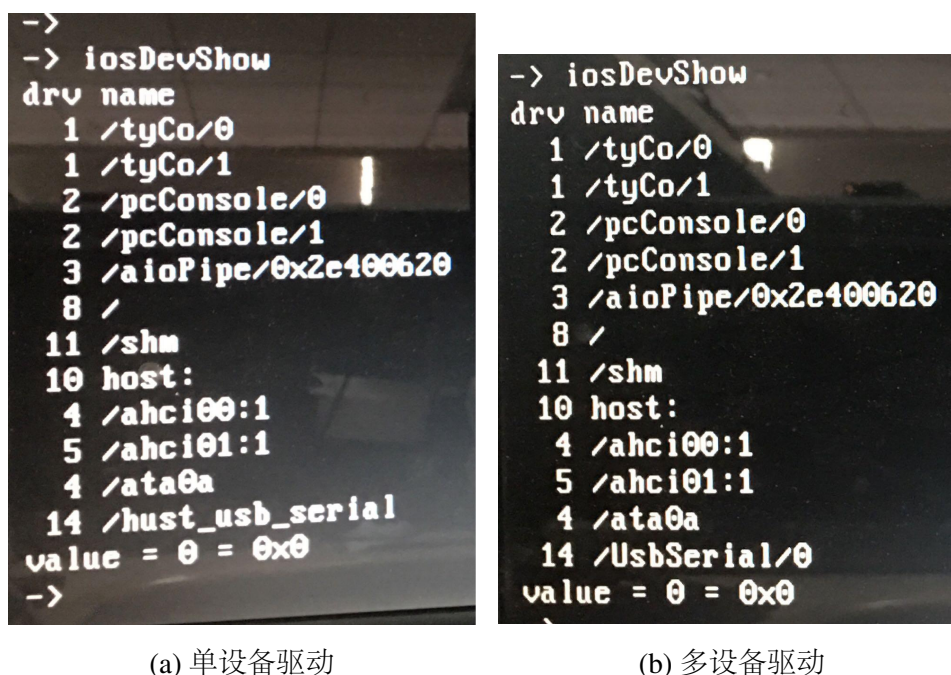 ->
-> iosDevShow
drv name
1 /tyCo/0
1 /tyCo/1
2 /pcConsole/0
2 /pcConsole/1
3 /aioPipe/0x2e400620
8 /
11 /shm
10 host:
4 /ahci00:1
5 /ahci01:1
4 /ata0a
14 /hust_usb_serial
value = 0 = 0x0
->
(a) 单设备驱动
-> iosDevShow
drv name
1 /tyCo/0
1 /tyCo/1
2 /pcConsole/0
2 /pcConsole/1
3 /aioPipe/0x2e400620
8 /
11 /shm
10 host:
4 /ahci00:1
5 /ahci01:1
4 /ata0a
14 /UsbSerial/0
value = 0 = 0x0
(b) 多设备驱动